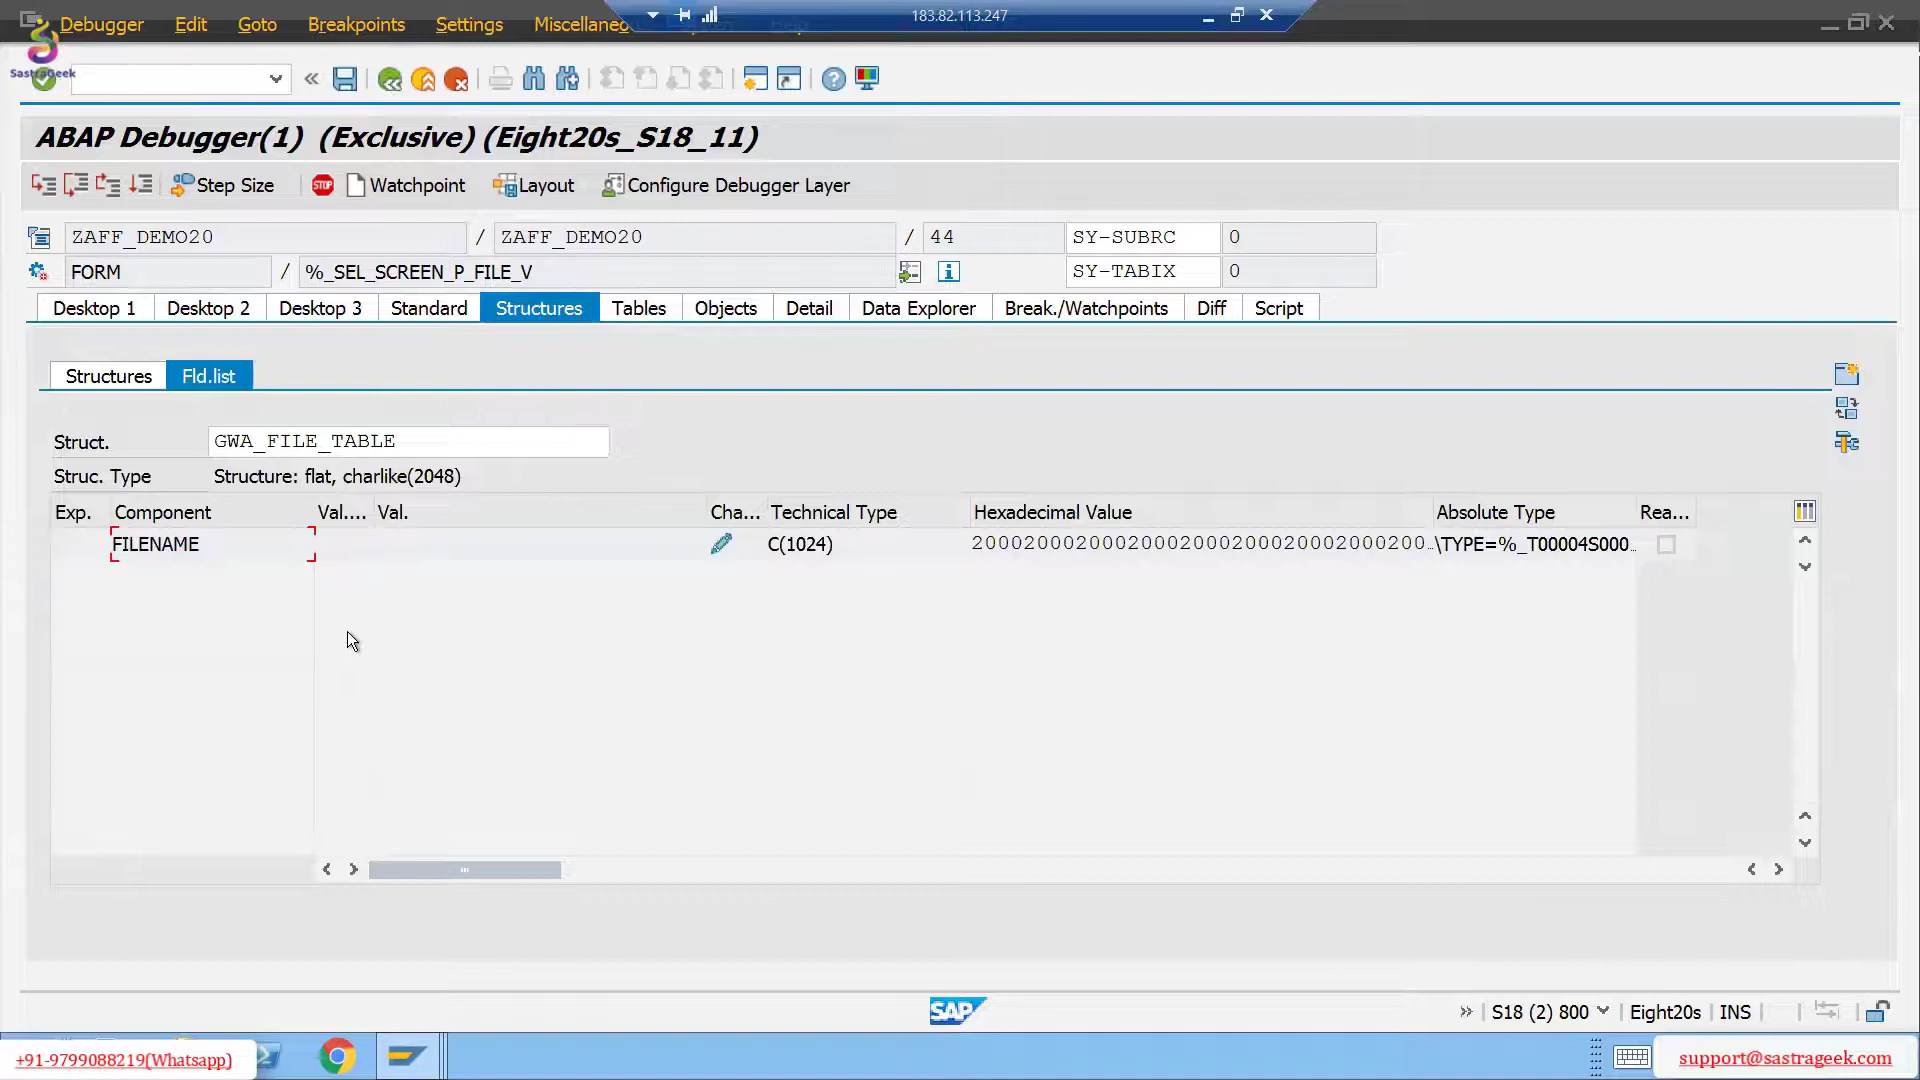 183.82.113.247
Debugger Edit Goto Breakpoints Settings Miscellaneo
SastraGeek
ABAP Debugger(1) (Exclusive) (Eight20s_S18_11)
Step Size STOP Watchpoint Layout Configure Debugger Layer
ZAFF_DEMO20 / ZAFF_DEMO20 / 44 SY-SUBRC 0
FORM / %_SEL_SCREEN_P_FILE_V SY-TABIX 0
Desktop 1 Desktop 2 Desktop 3 Standard Structures Tables Objects Detail Data Explorer Break./Watchpoints Diff Script
Structures Fld.list
Struct. GWA_FILE_TABLE
Struc. Type Structure: flat, charlike(2048)
Exp. Component Val.... Val. Cha... Technical Type Hexadecimal Value Absolute Type Rea...
FILENAME C(1024) 20002000200020002000200020002000200... \TYPE=%_T00004S000...
SAP S18 (2) 800 Eight20s INS
+91-9799088219(Whatsapp) support@sastrageek.com